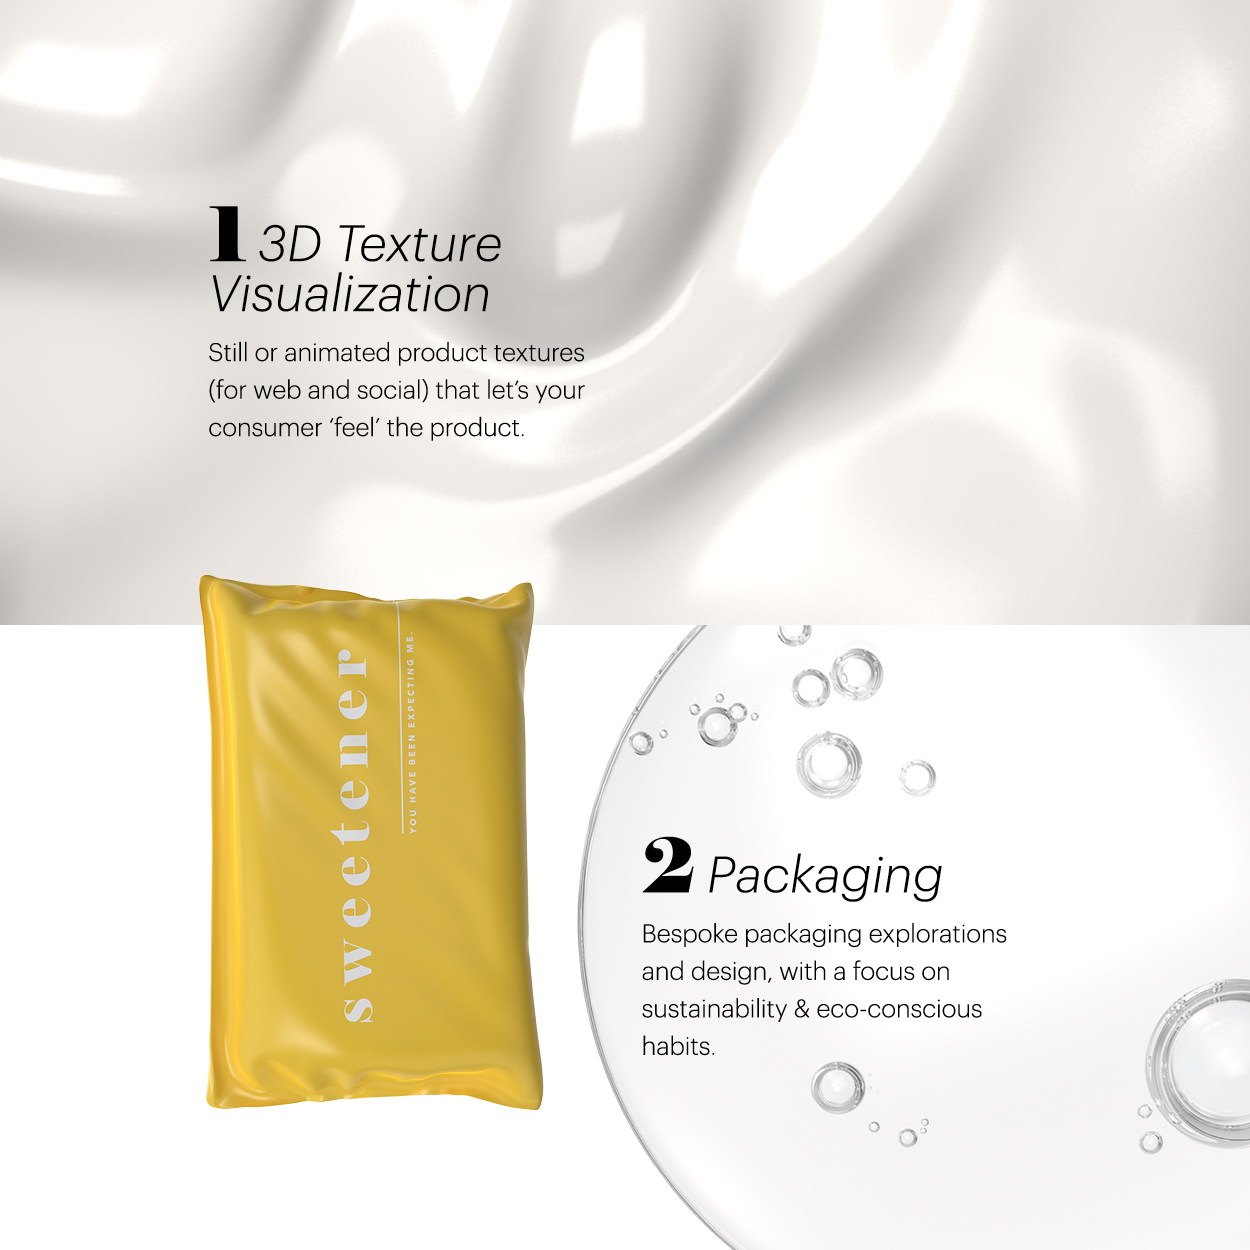 1 3D Texture
Visualization
Still or animated product textures
(for web and social) that let’s your
consumer ‘feel’ the product.
sweetener
YOU HAVE BEEN EXPECTING ME.
2 Packaging
Bespoke packaging explorations
and design, with a focus on
sustainability & eco-conscious
habits.